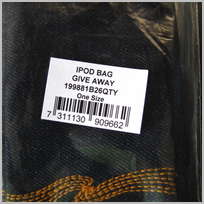 IPOD BAG
GIVE AWAY
199881B26QTY
One Size
7 311130 909662